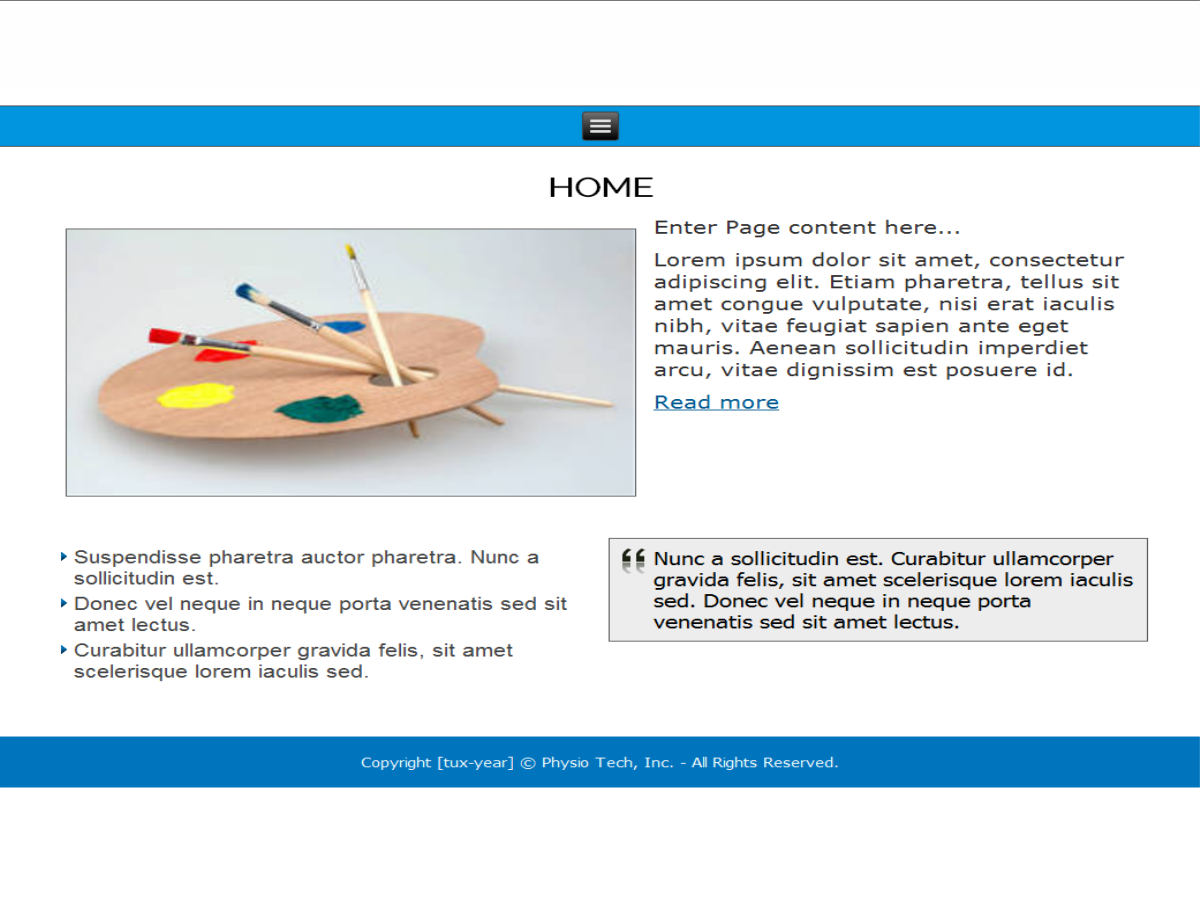 HOME
Enter Page content here...
Lorem ipsum dolor sit amet, consectetur
adipiscing elit. Etiam pharetra, tellus sit
amet congue vulputate, nisi erat iaculis
nibh, vitae feugiat sapien ante eget
mauris. Aenean sollicitudin imperdiet
arcu, vitae dignissim est posuere id.
Read more
Suspendisse pharetra auctor pharetra. Nunc a
sollicitudin est.
Donec vel neque in neque porta venenatis sed sit
amet lectus.
Curabitur ullamcorper gravida felis, sit amet
scelerisque lorem iaculis sed.
Nunc a sollicitudin est. Curabitur ullamcorper
gravida felis, sit amet scelerisque lorem iaculis
sed. Donec vel neque in neque porta
venenatis sed sit amet lectus.
Copyright [tux-year] © Physio Tech, Inc. - All Rights Reserved.